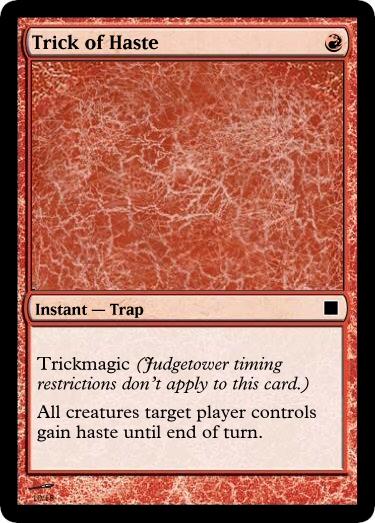 Trick of Haste
Instant — Trap
Trickmagic (Judgetower timing
restrictions don't apply to this card.)
All creatures target player controls
gain haste until end of turn.